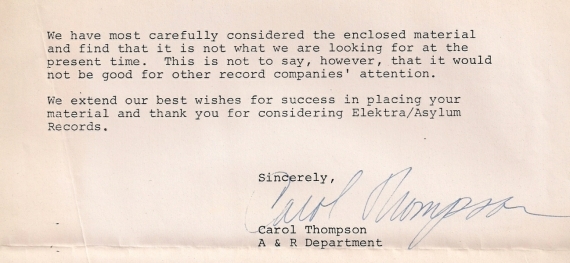 We have most carefully considered the enclosed material
and find that it is not what we are looking for at the
present time.  This is not to say, however, that it would
not be good for other record companies' attention.
We extend our best wishes for success in placing your
material and thank you for considering Elektra/Asylum
Records.
Sincerely,
Carol Thompson
Carol Thompson
A & R Department